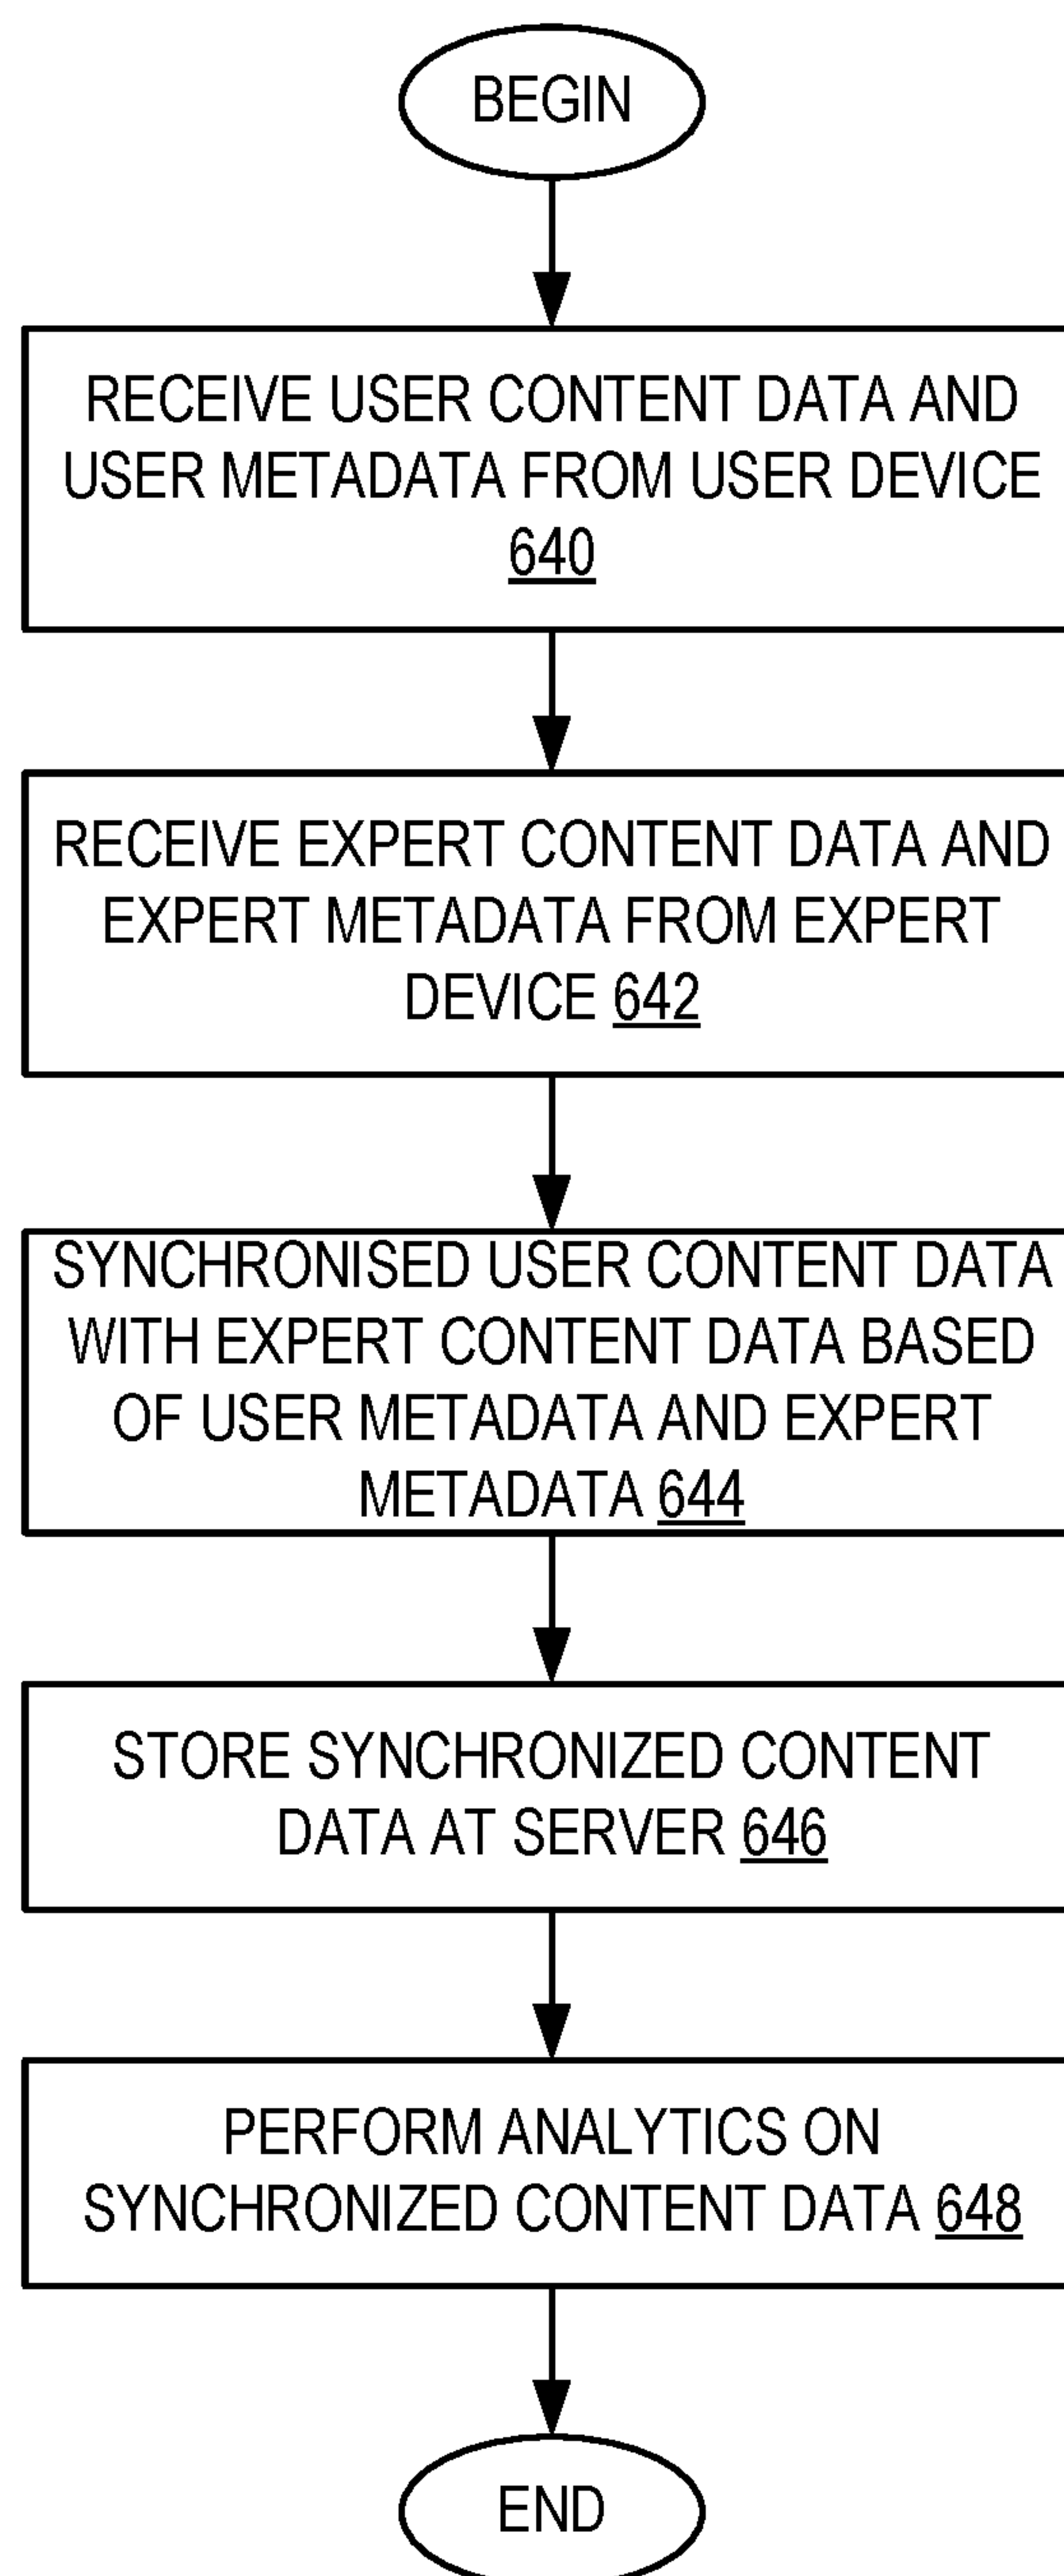 BEGIN
RECEIVE USER CONTENT DATA AND
USER METADATA FROM USER DEVICE
640
RECEIVE EXPERT CONTENT DATA AND
EXPERT METADATA FROM EXPERT
DEVICE 642
SYNCHRONISED USER CONTENT DATA
WITH EXPERT CONTENT DATA BASED
OF USER METADATA AND EXPERT
METADATA 644
STORE SYNCHRONIZED CONTENT
DATA AT SERVER 646
PERFORM ANALYTICS ON
SYNCHRONIZED CONTENT DATA 648
END